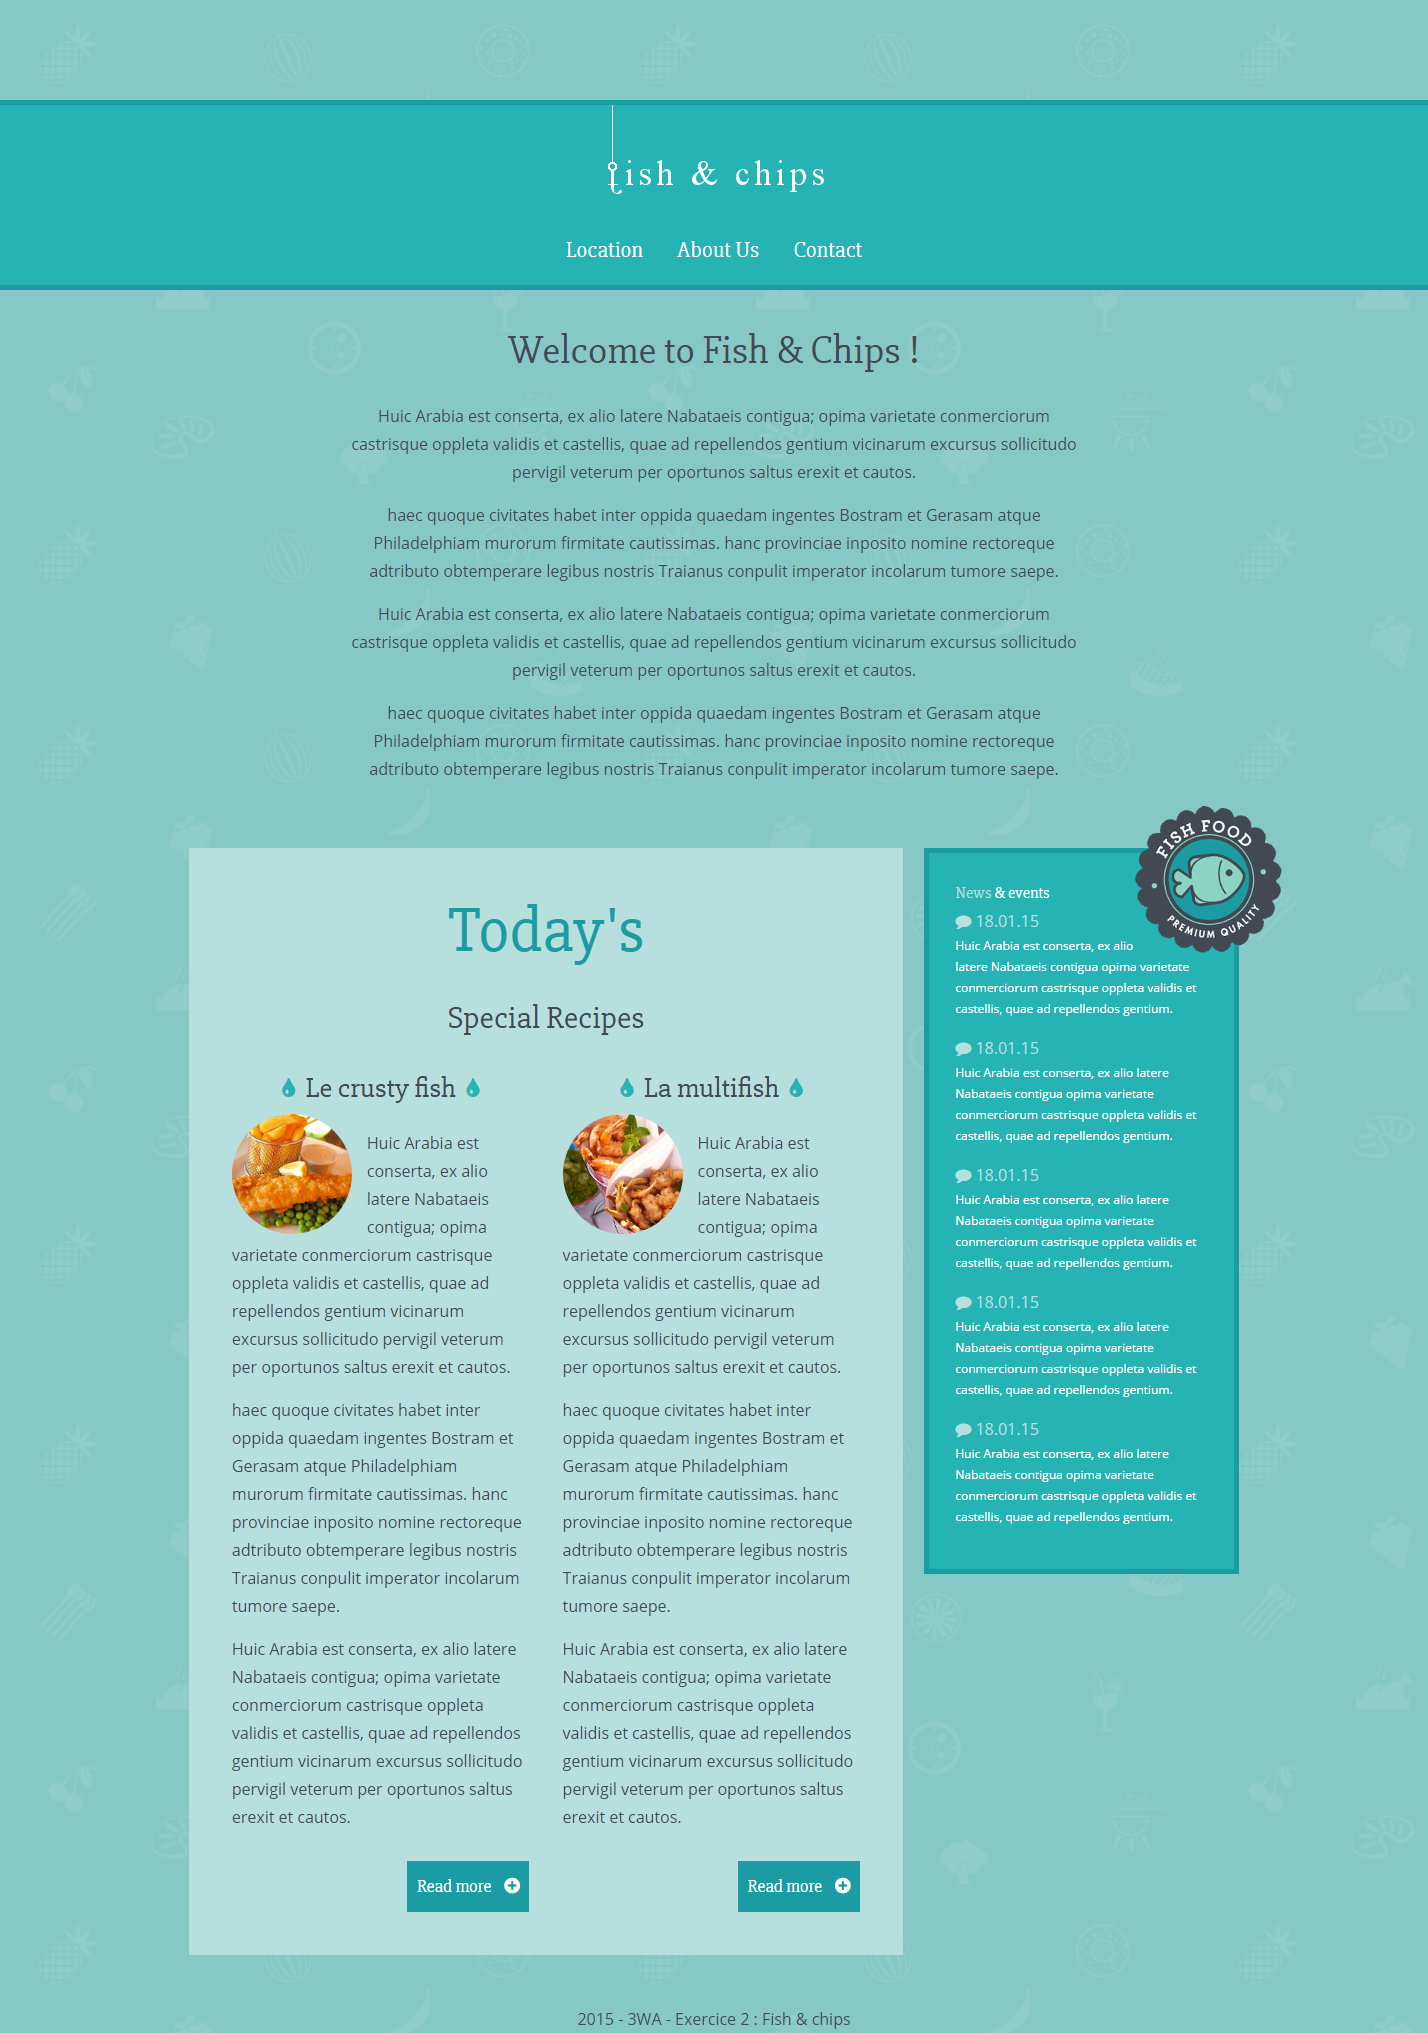 fish & chips
Location About Us Contact
Welcome to Fish & Chips !
Huic Arabia est conserta, ex alio latere Nabataeis contigua; opima varietate conmerciorum
castrisque oppleta validis et castellis, quae ad repellendos gentium vicinarum excursus sollicitudo
pervigil veterum per oportunos saltus erexit et cautos.
haec quoque civitates habet inter oppida quaedam ingentes Bostram et Gerasam atque
Philadelphiam murorum firmitate cautissimas. hanc provinciae inposito nomine rectoreque
adtributo obtemperare legibus nostris Traianus conpulit imperator incolarum tumore saepe.
Huic Arabia est conserta, ex alio latere Nabataeis contigua; opima varietate conmerciorum
castrisque oppleta validis et castellis, quae ad repellendos gentium vicinarum excursus sollicitudo
pervigil veterum per oportunos saltus erexit et cautos.
haec quoque civitates habet inter oppida quaedam ingentes Bostram et Gerasam atque
Philadelphiam murorum firmitate cautissimas. hanc provinciae inposito nomine rectoreque
adtributo obtemperare legibus nostris Traianus conpulit imperator incolarum tumore saepe.
Today's
Special Recipes
Le crusty fish
Huic Arabia est
conserta, ex alio
latere Nabataeis
contigua; opima
varietate conmerciorum castrisque
oppleta validis et castellis, quae ad
repellendos gentium vicinarum
excursus sollicitudo pervigil veterum
per oportunos saltus erexit et cautos.
haec quoque civitates habet inter
oppida quaedam ingentes Bostram et
Gerasam atque Philadelphiam
murorum firmitate cautissimas. hanc
provinciae inposito nomine rectoreque
adtributo obtemperare legibus nostris
Traianus conpulit imperator incolarum
tumore saepe.
Huic Arabia est conserta, ex alio latere
Nabataeis contigua; opima varietate
conmerciorum castrisque oppleta
validis et castellis, quae ad repellendos
gentium vicinarum excursus sollicitudo
pervigil veterum per oportunos saltus
erexit et cautos.
Read more
La multifish
Huic Arabia est
conserta, ex alio
latere Nabataeis
contigua; opima
varietate conmerciorum castrisque
oppleta validis et castellis, quae ad
repellendos gentium vicinarum
excursus sollicitudo pervigil veterum
per oportunos saltus erexit et cautos.
haec quoque civitates habet inter
oppida quaedam ingentes Bostram et
Gerasam atque Philadelphiam
murorum firmitate cautissimas. hanc
provinciae inposito nomine rectoreque
adtributo obtemperare legibus nostris
Traianus conpulit imperator incolarum
tumore saepe.
Huic Arabia est conserta, ex alio latere
Nabataeis contigua; opima varietate
conmerciorum castrisque oppleta
validis et castellis, quae ad repellendos
gentium vicinarum excursus sollicitudo
pervigil veterum per oportunos saltus
erexit et cautos.
Read more
FISH FOOD
PREMIUM QUALITY
News & events
18.01.15
Huic Arabia est conserta, ex alio
latere Nabataeis contigua opima varietate
conmerciorum castrisque oppleta validis et
castellis, quae ad repellendos gentium.
18.01.15
Huic Arabia est conserta, ex alio latere
Nabataeis contigua opima varietate
conmerciorum castrisque oppleta validis et
castellis, quae ad repellendos gentium.
18.01.15
Huic Arabia est conserta, ex alio latere
Nabataeis contigua opima varietate
conmerciorum castrisque oppleta validis et
castellis, quae ad repellendos gentium.
18.01.15
Huic Arabia est conserta, ex alio latere
Nabataeis contigua opima varietate
conmerciorum castrisque oppleta validis et
castellis, quae ad repellendos gentium.
18.01.15
Huic Arabia est conserta, ex alio latere
Nabataeis contigua opima varietate
conmerciorum castrisque oppleta validis et
castellis, quae ad repellendos gentium.
2015 - 3WA - Exercice 2 : Fish & chips